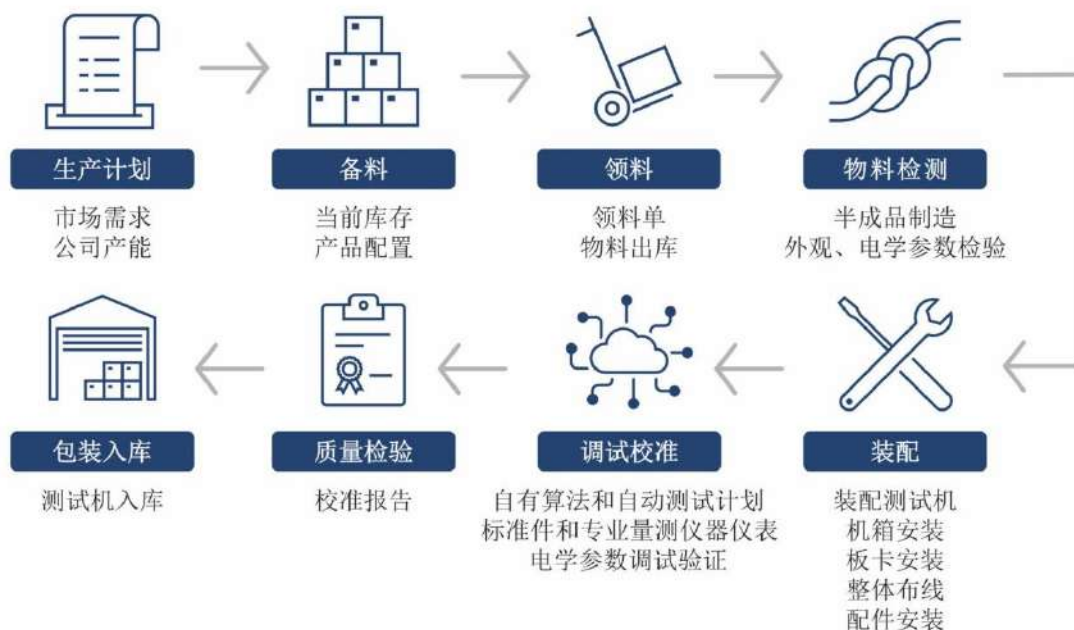 生产计划
市场需求
公司产能
备料
当前库存
产品配置
领料
领料单
物料出库
物料检测
半成品制造
外观、电学参数检验
装配
装配测试机
机箱安装
板卡安装
整体布线
配件安装
调试校准
自有算法和自动测试计划
标准件和专业量测仪器仪表
电学参数调试验证
质量检验
校准报告
包装入库
测试机入库